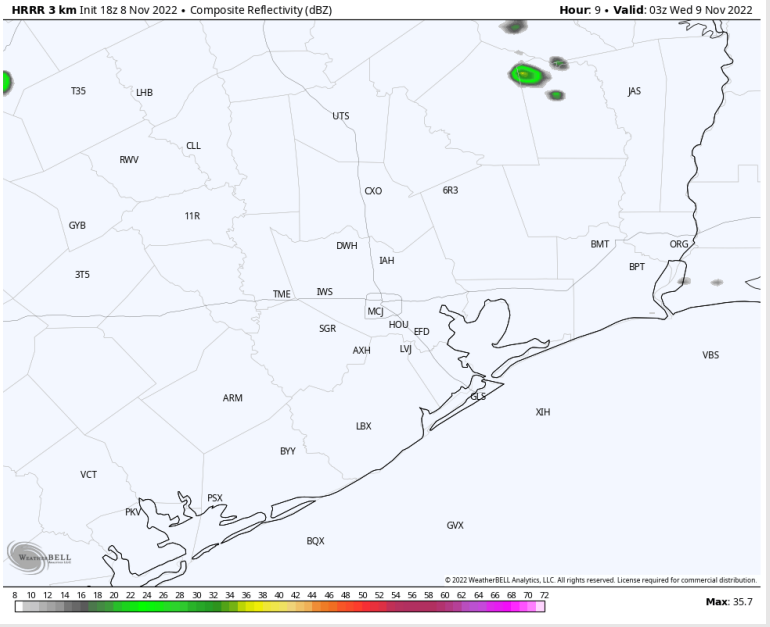 HRRR 3 km Init 18z 8 Nov 2022 • Composite Reflectivity (dBZ) Hour: 9 • Valid: 03z Wed 9 Nov 2022
T35 LHB JAS
UTS
CLL
RWV
CXO 6R3
11R
GYB
DWH BMT ORG
IAH
BPT
3T5
TME IWS
MCJ
SGR HOU EFD
AXH LVJ
VBS
ARM GLS
XIH
LBX
BYY
VCT
PSX
PKV
GVX
BQX
WEATHERBELL
© 2022 WeatherBELL Analytics, LLC. All rights reserved. License required for commercial distribution.
8 10 12 14 16 18 20 22 24 26 28 30 32 34 36 38 40 42 44 46 48 50 52 54 56 58 60 62 64 66 68 70 72
Max: 35.7